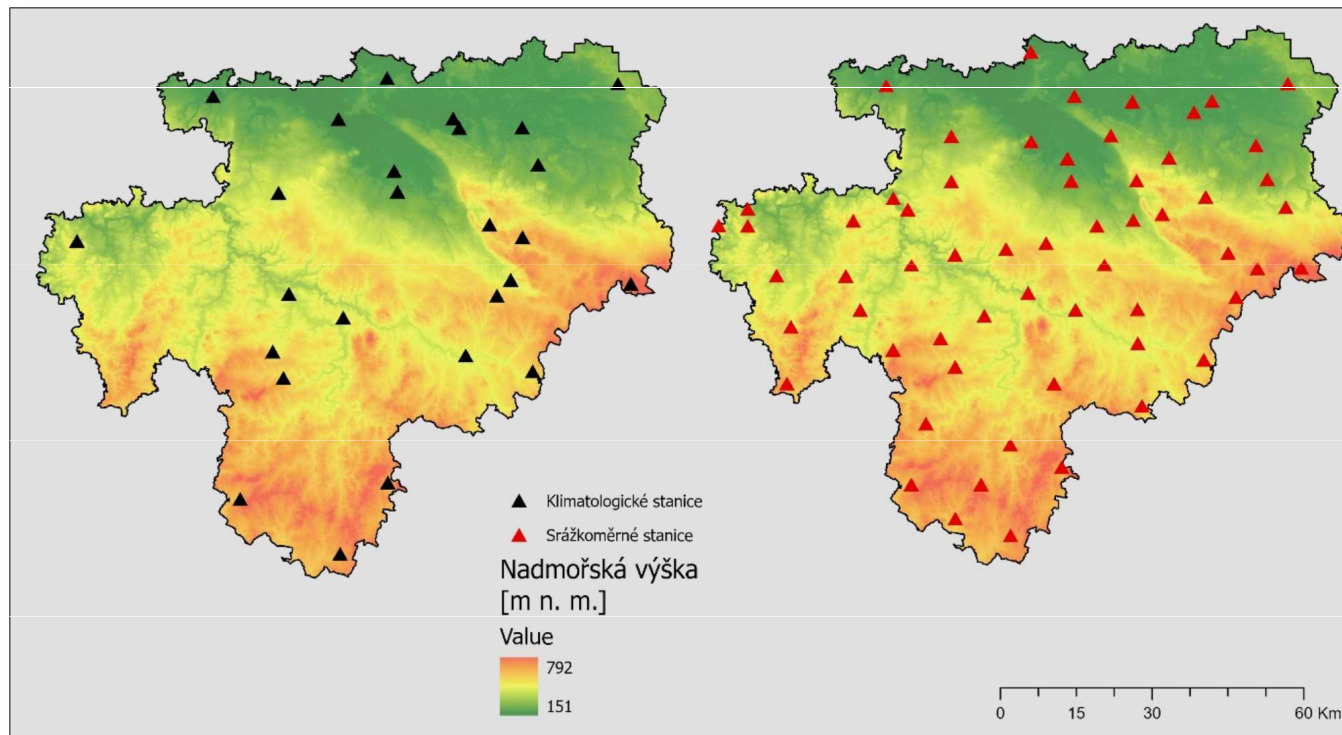 Klimatologické stanice
Srážkoměrné stanice
Nadmořská výška
[m n. m.]
Value
792
151
0 15 30 60 Km